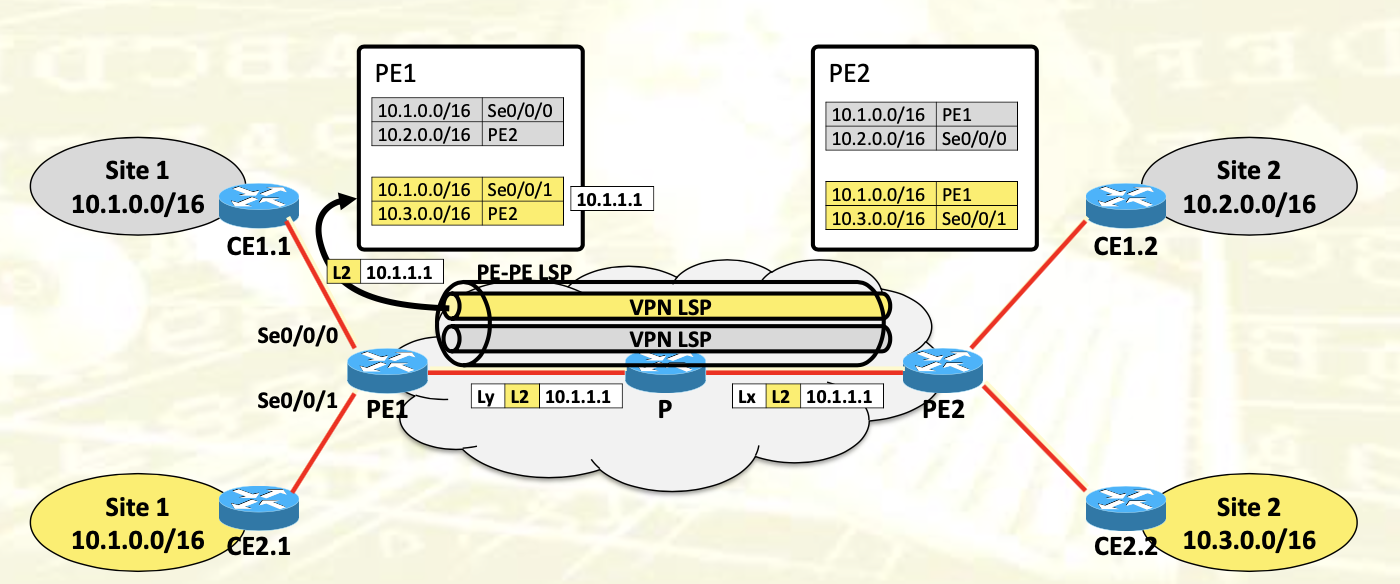 PE1
10.1.0.0/16 Se0/0/0
10.2.0.0/16 PE2
10.1.0.0/16 Se0/0/1
10.3.0.0/16 PE2
10.1.1.1
PE2
10.1.0.0/16 PE1
10.2.0.0/16 Se0/0/0
10.1.0.0/16 PE1
10.3.0.0/16 Se0/0/1
Site 1
10.1.0.0/16
CE1.1
Site 2
10.2.0.0/16
CE1.2
L2 10.1.1.1
PE-PE LSP
VPN LSP
VPN LSP
Se0/0/0
Se0/0/1
PE1
Ly L2 10.1.1.1
P
Lx L2 10.1.1.1
PE2
Site 1
10.1.0.0/16
CE2.1
Site 2
10.3.0.0/16
CE2.2